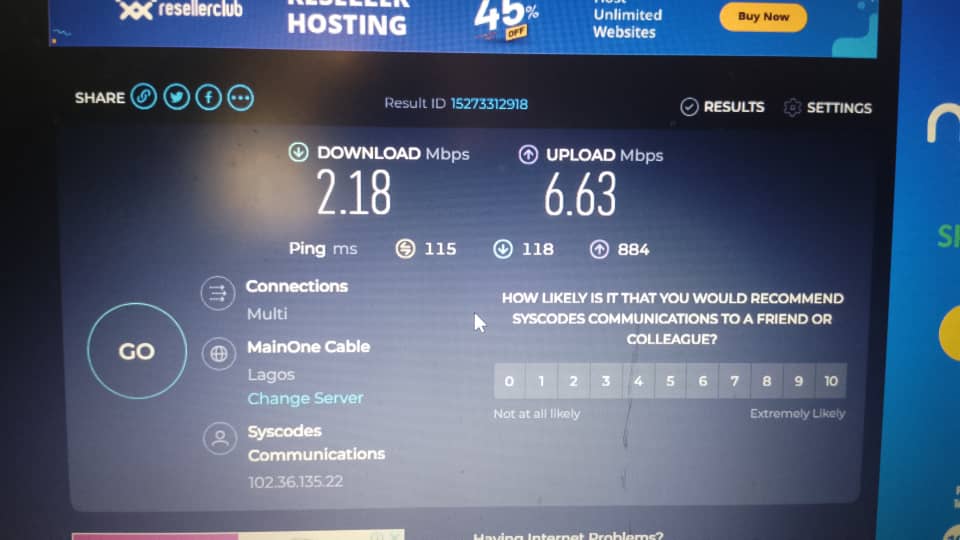 resellerclub
RESELLER
HOSTING
45%
OFF
Host
Unlimited
Websites
Buy Now
SHARE
Result ID 15273312918
RESULTS
SETTINGS
DOWNLOAD Mbps
2.18
UPLOAD Mbps
6.63
Ping ms
115
118
884
Connections
Multi
GO
MainOne Cable
Lagos
Change Server
Syscodes
Communications
102.36.135.22
HOW LIKELY IS IT THAT YOU WOULD RECOMMEND
SYSCODES COMMUNICATIONS TO A FRIEND OR
COLLEAGUE?
0 1 2 3 4 5 6 7 8 9 10
Not at all likely
Extremely Likely
Having Internet Problems?